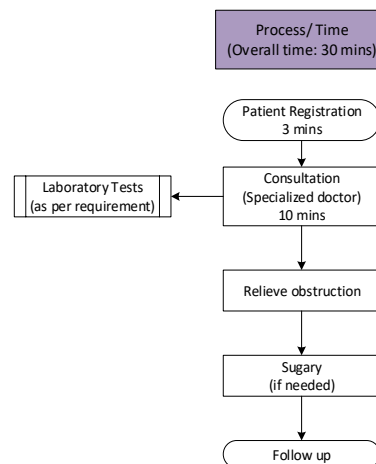 Process/ Time
(Overall time: 30 mins)
Patient Registration
3 mins
Consultation
(Specialized doctor)
10 mins
Laboratory Tests
(as per requirement)
Relieve obstruction
Sugary
(if needed)
Follow up